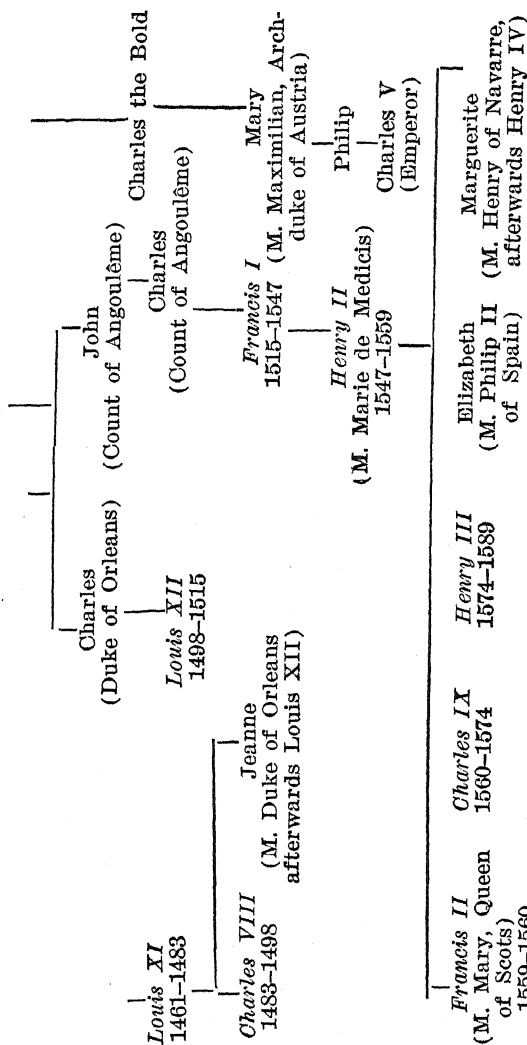 Louis XI
1461–1483
Charles VIII
1483–1498
Jeanne
(M. Duke of Orleans
afterwards Louis XII)
Charles
(Duke of Orleans)
Louis XII
1498–1515
John
(Count of Angoulême)
Charles
(Count of Angoulême)
Francis I
1515–1547
Henry II
(M. Marie de Medicis)
1547–1559
Charles the Bold
Mary
(M. Maximilian, Arch-
duke of Austria)
Philip
Charles V
(Emperor)
Francis II
(M. Mary, Queen
of Scots)
1559–1560
Charles IX
1560–1574
Henry III
1574–1589
Elizabeth
(M. Philip II
of Spain)
Marguerite
(M. Henry of Navarre,
afterwards Henry IV)